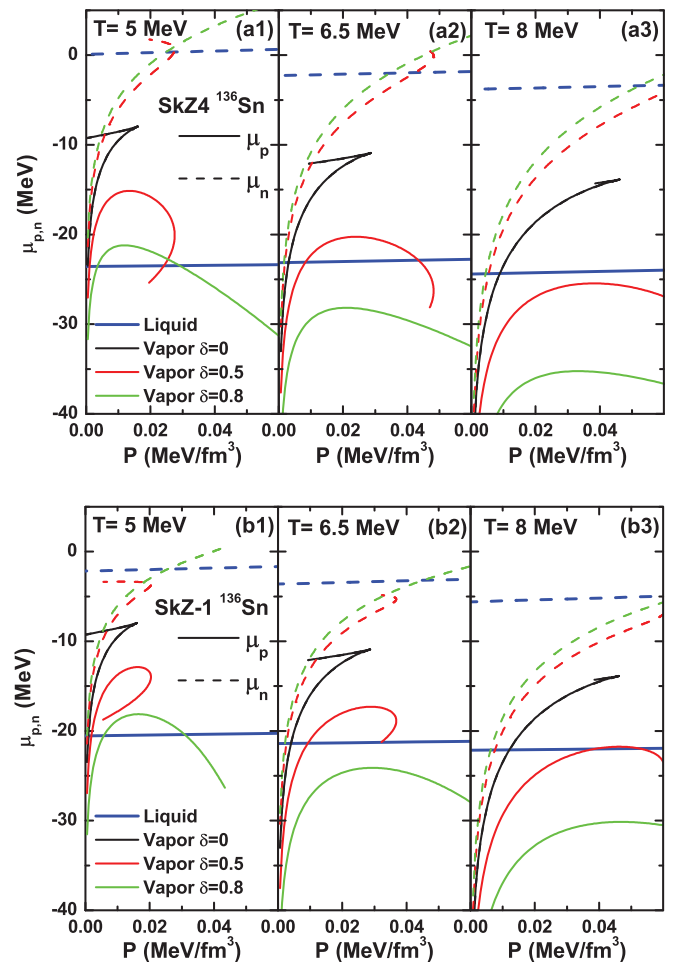 T= 5 MeV (a1) T= 6.5 MeV (a2) T= 8 MeV (a3)
SkZ4 ¹³⁶Sn
μp
μn
0
-10
-20
-30
-40
μp,n (MeV)
Liquid
Vapor δ=0
Vapor δ=0.5
Vapor δ=0.8
0.00 0.02 0.04 0.00 0.02 0.04 0.00 0.02 0.04
P (MeV/fm³) P (MeV/fm³) P (MeV/fm³)
T= 5 MeV (b1) T= 6.5 MeV (b2) T= 8 MeV (b3)
SkZ-1 ¹³⁶Sn
μp
μn
0
-10
-20
-30
-40
μp,n (MeV)
Liquid
Vapor δ=0
Vapor δ=0.5
Vapor δ=0.8
0.00 0.02 0.04 0.00 0.02 0.04 0.00 0.02 0.04
P (MeV/fm³) P (MeV/fm³) P (MeV/fm³)